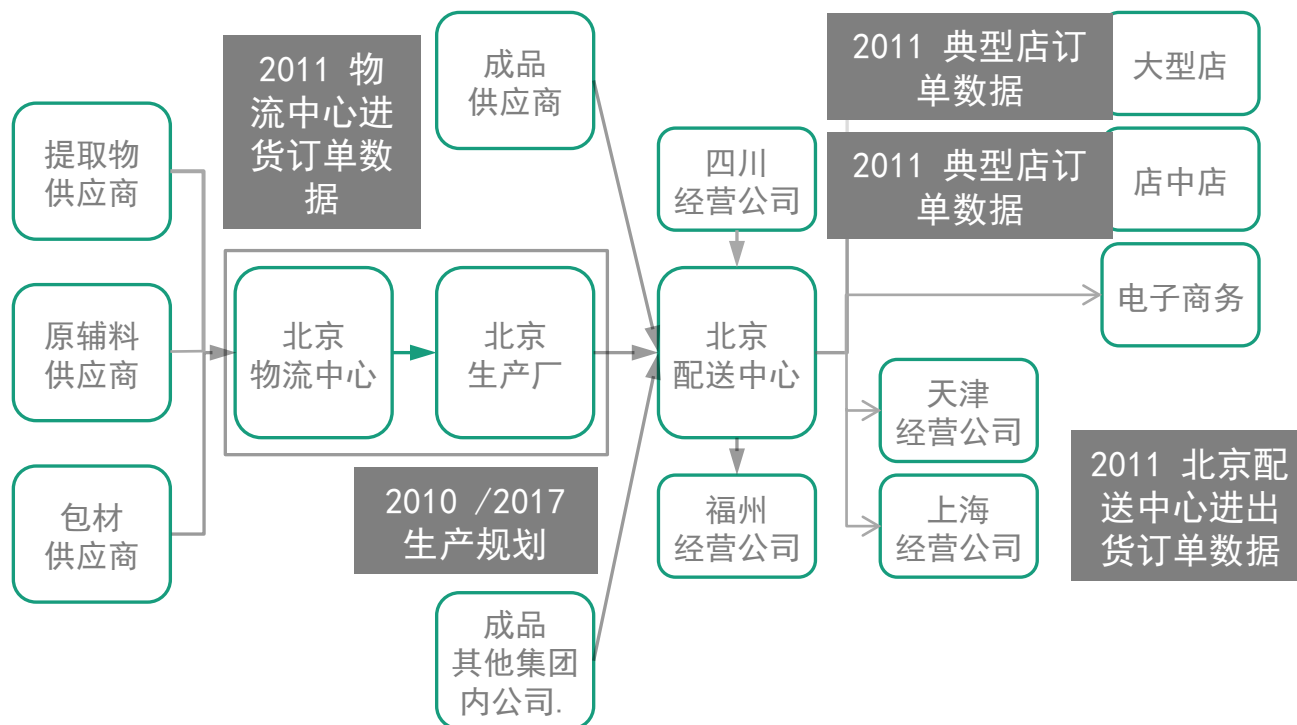 2011 物
流中心进
货订单数
据
成品
供应商
2011 典型店订
单数据
大型店
提取物
供应商
四川
经营公司
2011 典型店订
单数据
店中店
原辅料
供应商
北京
物流中心
北京
生产厂
北京
配送中心
电子商务
天津
经营公司
包材
供应商
2010 /2017
生产规划
福州
经营公司
上海
经营公司
2011 北京配
送中心进出
货订单数据
成品
其他集团
内公司.